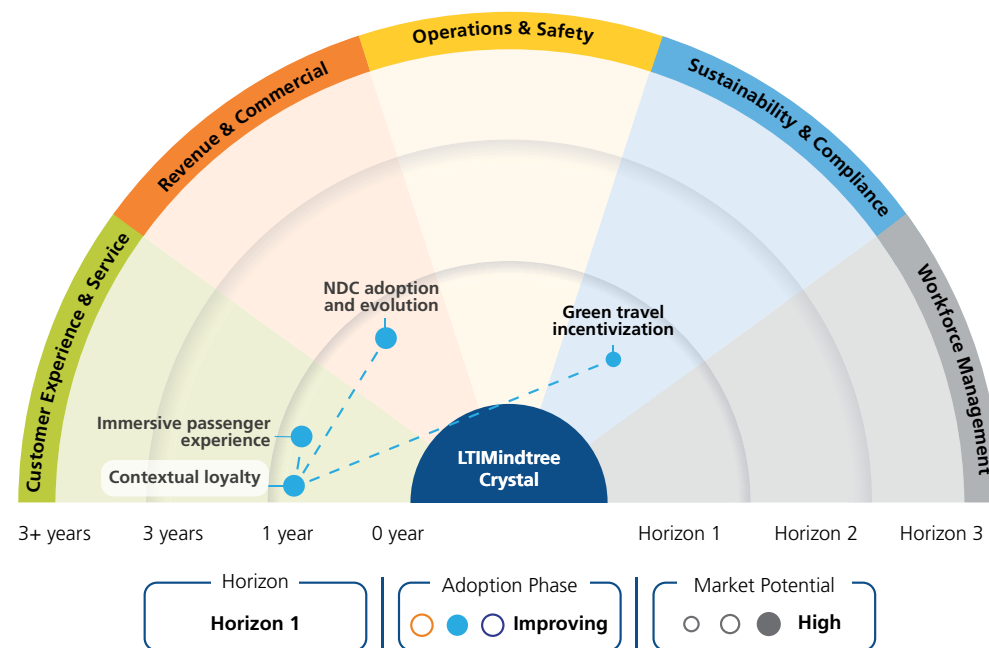 Operations & Safety
Revenue & Commercial
Sustainability & Compliance
Customer Experience & Service
Workforce Management
NDC adoption
and evolution
Green travel
incentivization
Immersive passenger
experience
Contextual loyalty
LTIMindtree
Crystal
3+ years
3 years
1 year
0 year
Horizon 1
Horizon 2
Horizon 3
Horizon
Horizon 1
Adoption Phase
Improving
Market Potential
High